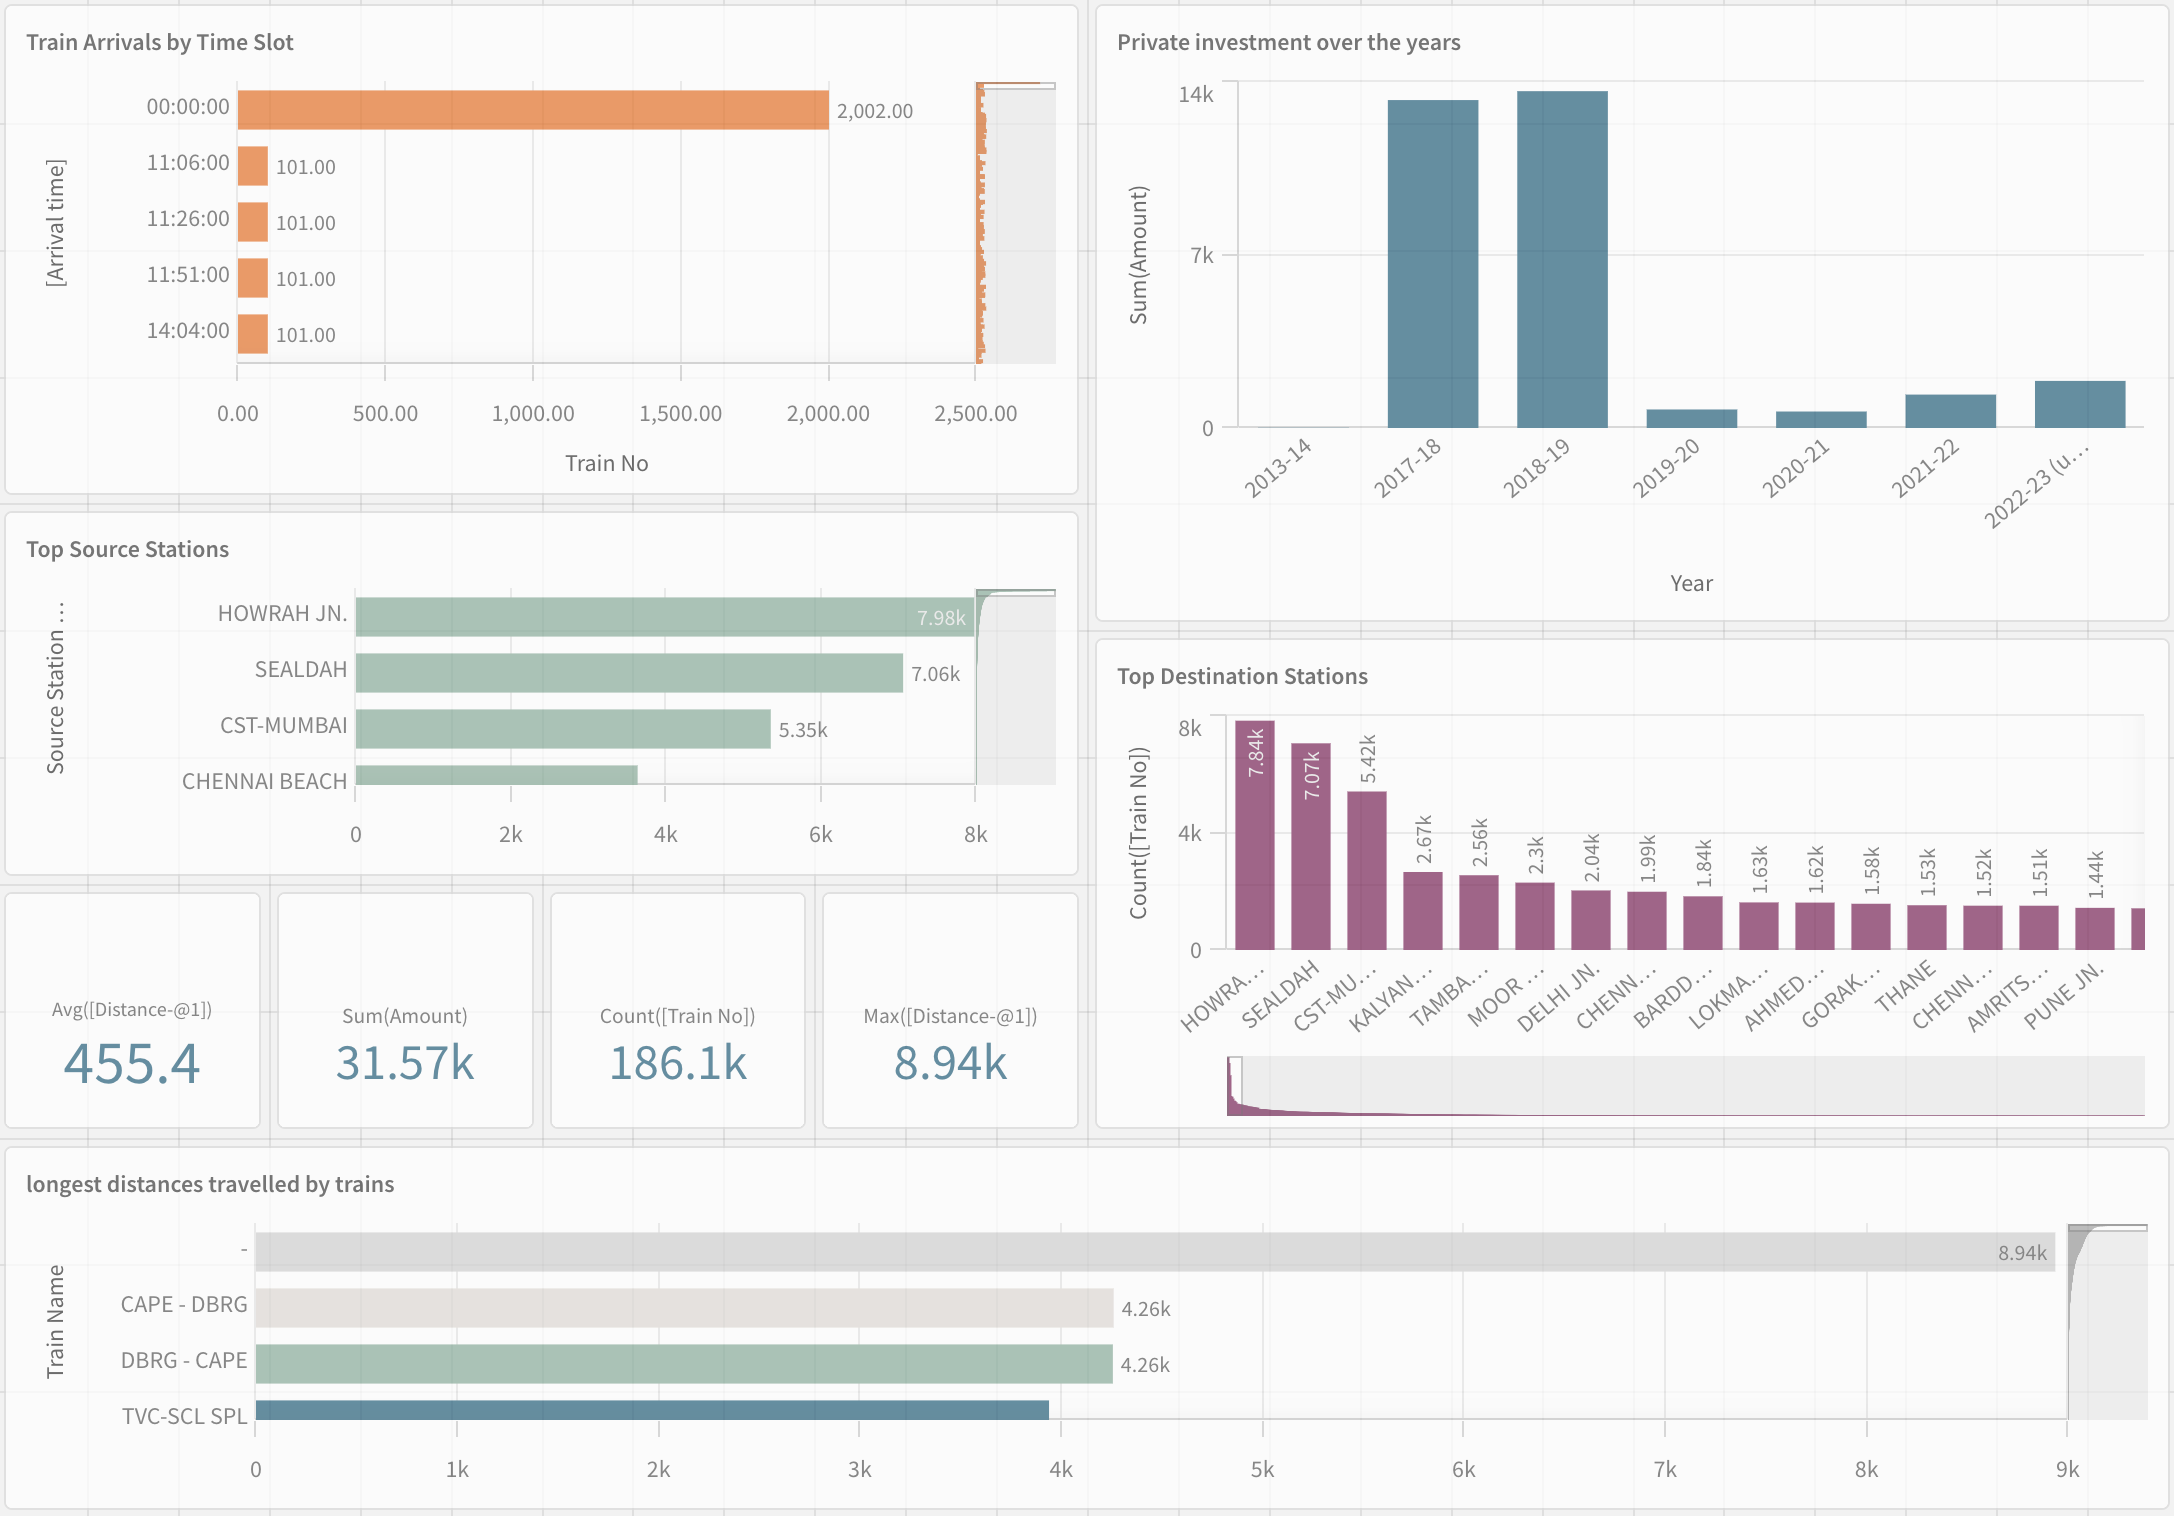 Train Arrivals by Time Slot
[Arrival time]
00:00:00
2,002.00
11:06:00
101.00
11:26:00
101.00
11:51:00
101.00
14:04:00
101.00
0.00 500.00 1,000.00 1,500.00 2,000.00 2,500.00
Train No
Private investment over the years
Sum(Amount)
14k
7k
0
2013-14 2017-18 2018-19 2019-20 2020-21 2021-22 2022-23 (u…
Year
Top Source Stations
Source Station …
HOWRAH JN.
7.98k
SEALDAH
7.06k
CST-MUMBAI
5.35k
CHENNAI BEACH
0 2k 4k 6k 8k
Top Destination Stations
Count([Train No])
8k
4k
0
7.84k 7.07k 5.42k 2.67k 2.56k 2.3k 2.04k 1.99k 1.84k 1.63k 1.62k 1.58k 1.53k 1.52k 1.51k 1.44k
HOWRA… SEALDAH CST-MU… KALYAN… TAMBA… MOOR … DELHI JN. CHENN… BARDD… LOKMA… AHMED… GORAK… THANE CHENN… AMRITS… PUNE JN.
Avg([Distance-@1])
455.4
Sum(Amount)
31.57k
Count([Train No])
186.1k
Max([Distance-@1])
8.94k
longest distances travelled by trains
Train Name
-
8.94k
CAPE - DBRG
4.26k
DBRG - CAPE
4.26k
TVC-SCL SPL
0 1k 2k 3k 4k 5k 6k 7k 8k 9k